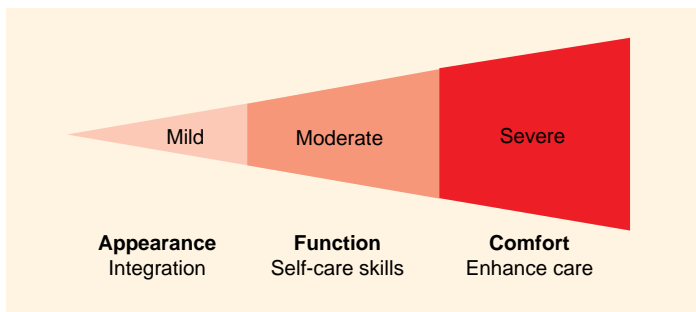 Mild
Moderate
Severe
Appearance
Integration
Function
Self-care skills
Comfort
Enhance care